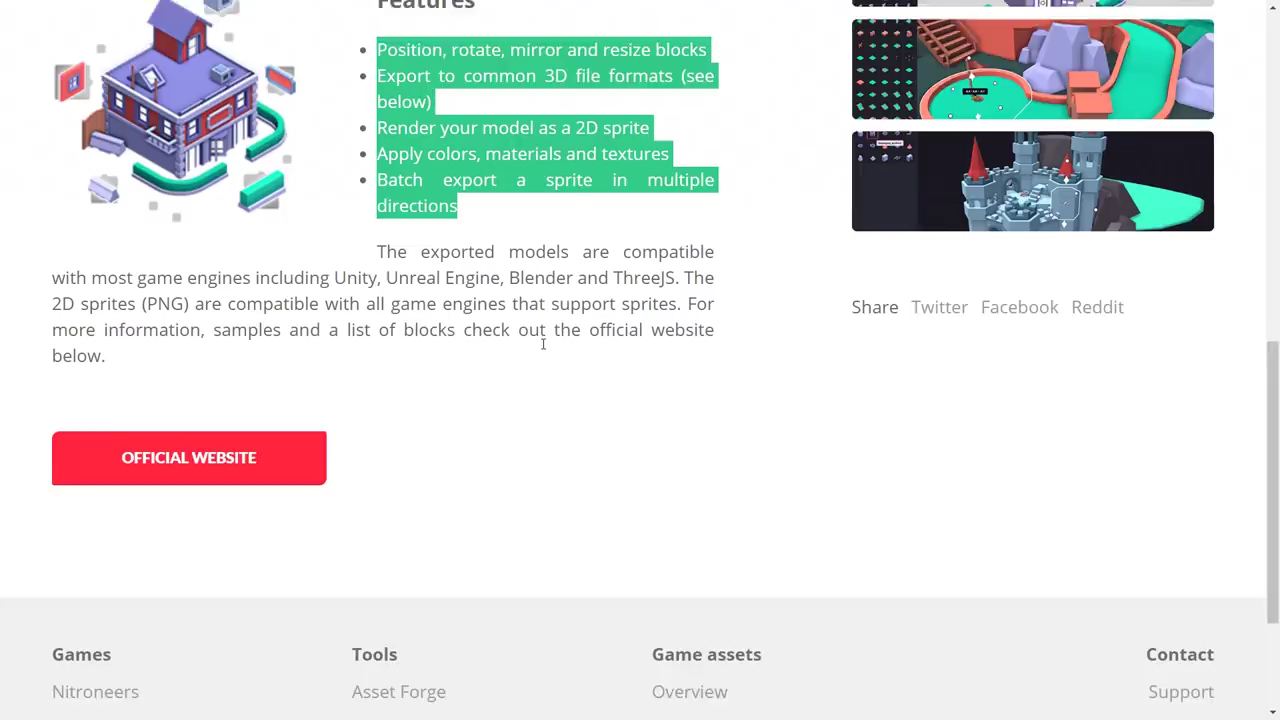 Features
Position, rotate, mirror and resize blocks
Export to common 3D file formats (see
below)
Render your model as a 2D sprite
Apply colors, materials and textures
Batch export a sprite in multiple
directions
The exported models are compatible
with most game engines including Unity, Unreal Engine, Blender and ThreeJS. The
2D sprites (PNG) are compatible with all game engines that support sprites. For
more information, samples and a list of blocks check out the official website
below.
OFFICIAL WEBSITE
Share Twitter Facebook Reddit
Games Tools Game assets Contact
Nitroneers Asset Forge Overview Support